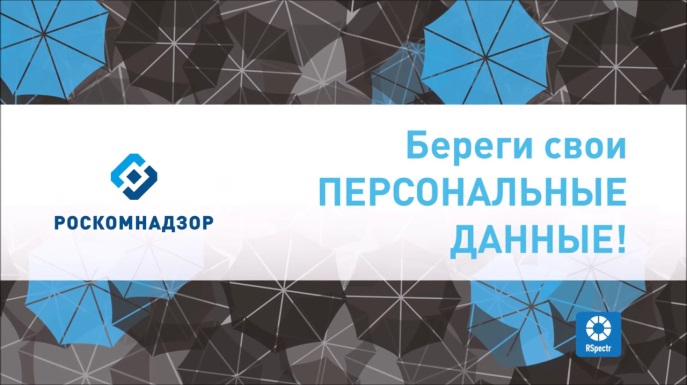 Береги свои
ПЕРСОНАЛЬНЫЕ
ДАННЫЕ!
РОСКОМНАДЗОР
RSpectr